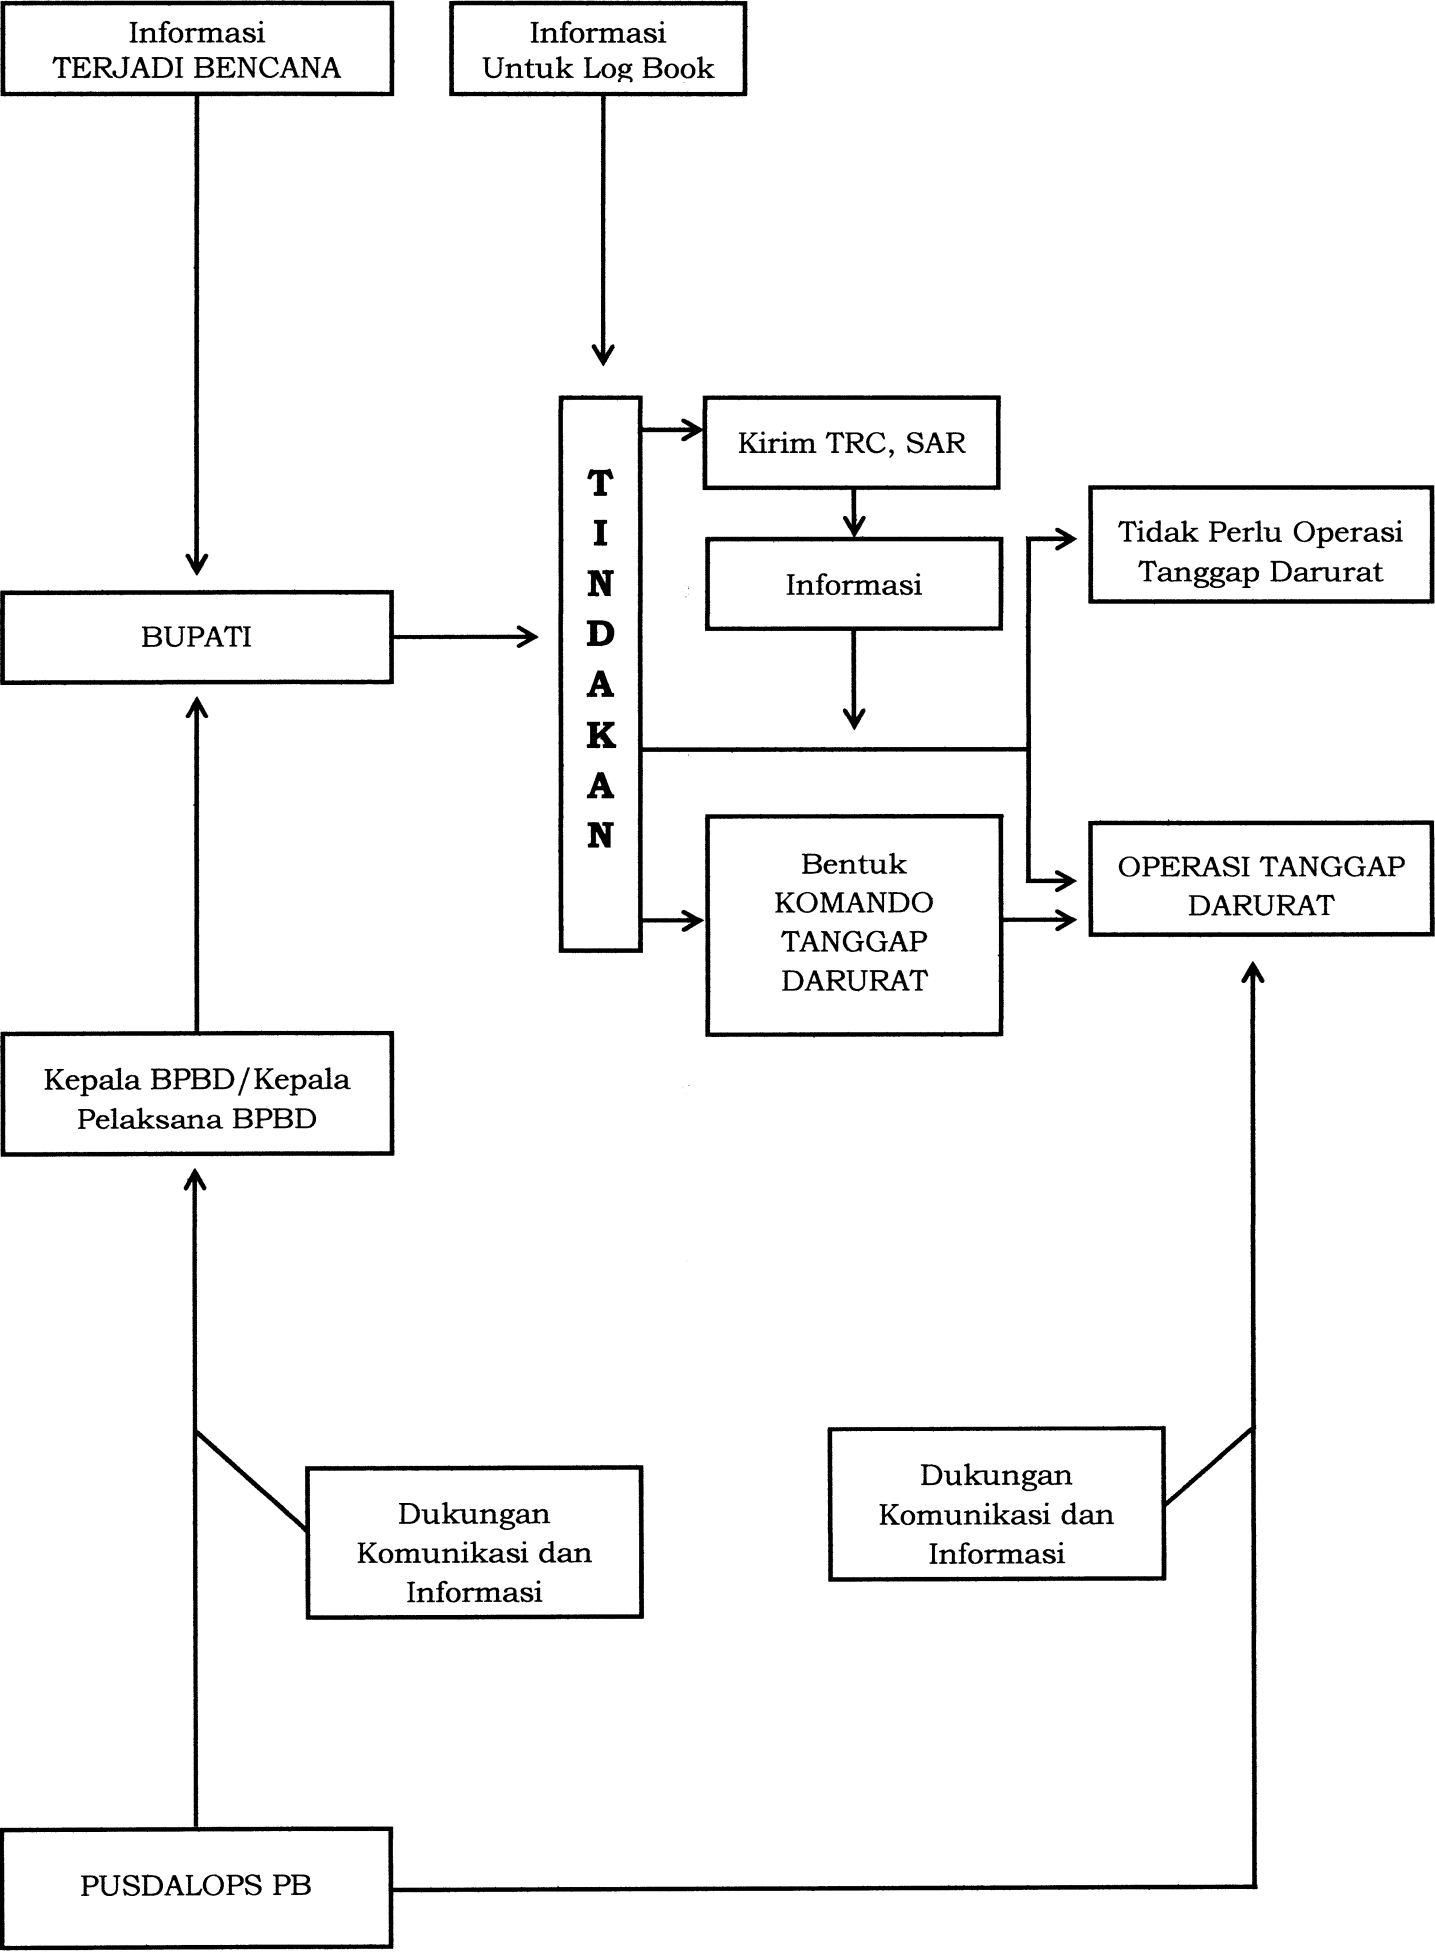 Informasi
TERJADI BENCANA
Informasi
Untuk Log Book
T
I
N
D
A
K
A
N
Kirim TRC, SAR
Informasi
Tidak Perlu Operasi
Tanggap Darurat
BUPATI
Bentuk
KOMANDO
TANGGAP
DARURAT
OPERASI TANGGAP
DARURAT
Kepala BPBD/Kepala
Pelaksana BPBD
Dukungan
Komunikasi dan
Informasi
Dukungan
Komunikasi dan
Informasi
PUSDALOPS PB